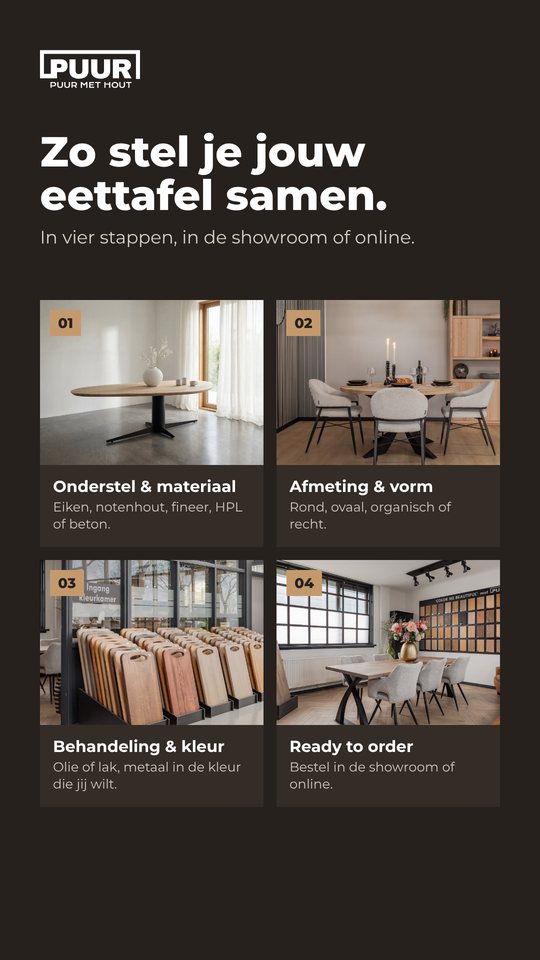 PUUR
PUUR MET HOUT
Zo stel je jouw
eettafel samen.
In vier stappen, in de showroom of online.
01
02
Onderstel & materiaal
Eiken, notenhout, fineer, HPL
of beton.
Afmeting & vorm
Rond, ovaal, organisch of
recht.
03
Ingang
kleurkamer
04
COLOR ME BEAUTIFUL
Behandeling & kleur
Olie of lak, metaal in de kleur
die jij wilt.
Ready to order
Bestel in de showroom of
online.